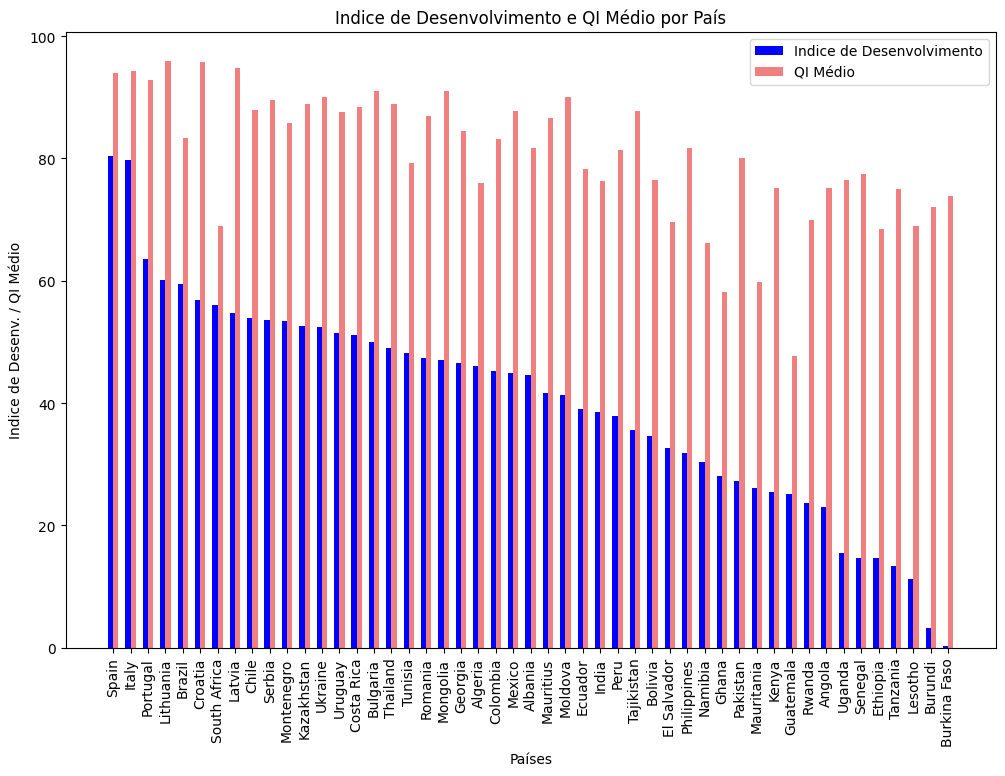 Indice de Desenvolvimento e QI Médio por País
Indice de Desenvolvimento
QI Médio
Indice de Desenv. / QI Médio
100
80
60
40
20
0
Spain
Italy
Portugal
Lithuania
Brazil
Croatia
South Africa
Latvia
Chile
Serbia
Montenegro
Kazakhstan
Ukraine
Uruguay
Costa Rica
Bulgaria
Thailand
Tunisia
Romania
Mongolia
Georgia
Algeria
Colombia
Mexico
Albania
Mauritius
Moldova
Ecuador
India
Peru
Tajikistan
Bolivia
El Salvador
Philippines
Namibia
Ghana
Pakistan
Mauritania
Kenya
Guatemala
Rwanda
Angola
Uganda
Senegal
Ethiopia
Tanzania
Lesotho
Burundi
Burkina Faso
Países